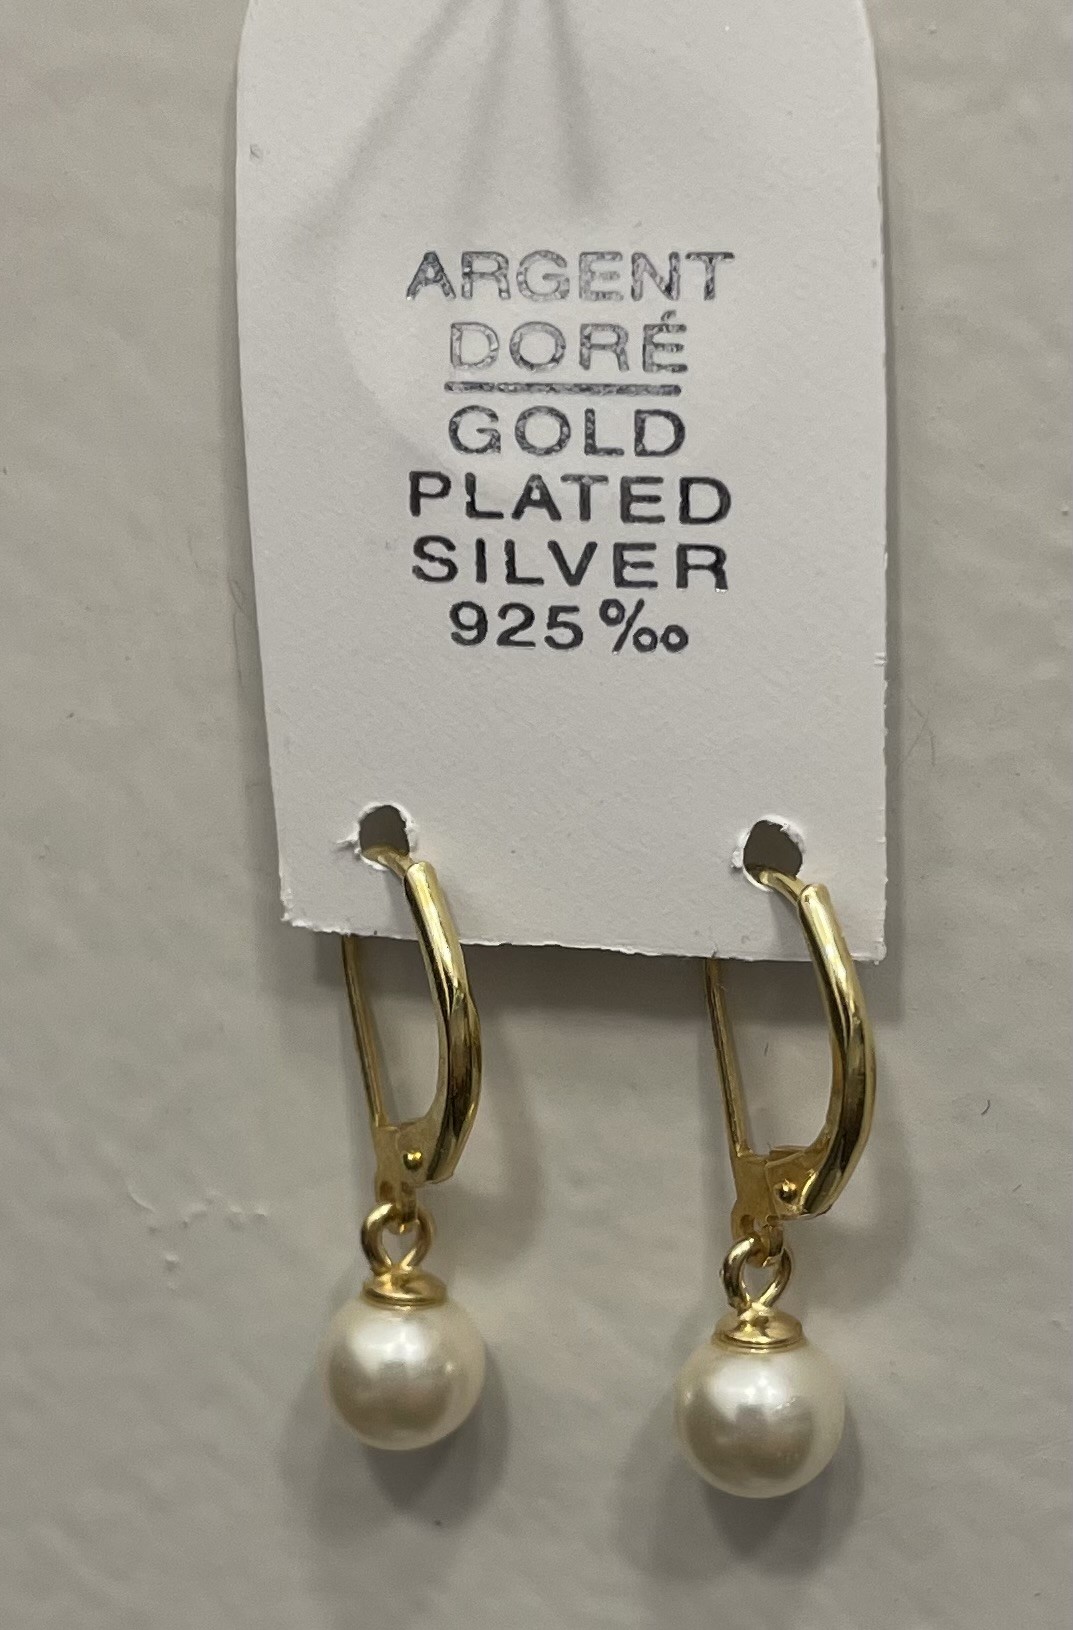 ARGENT
DORÉ
GOLD
PLATED
SILVER
925‰